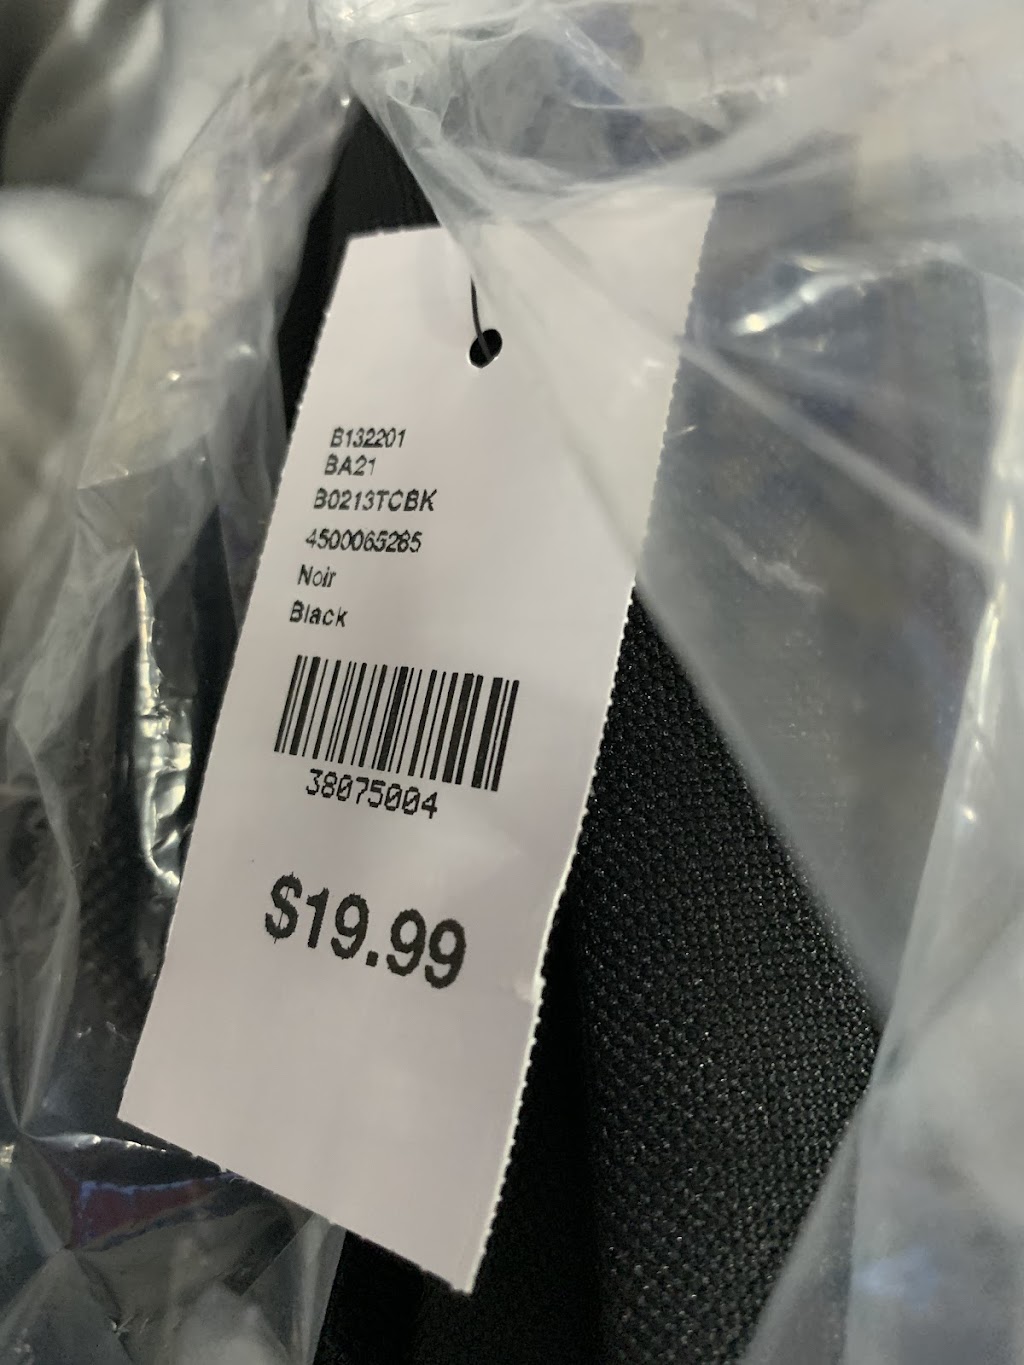 B132201
BA21
B0213TCBK
4500065285
Noir
Black
38075004
$19.99